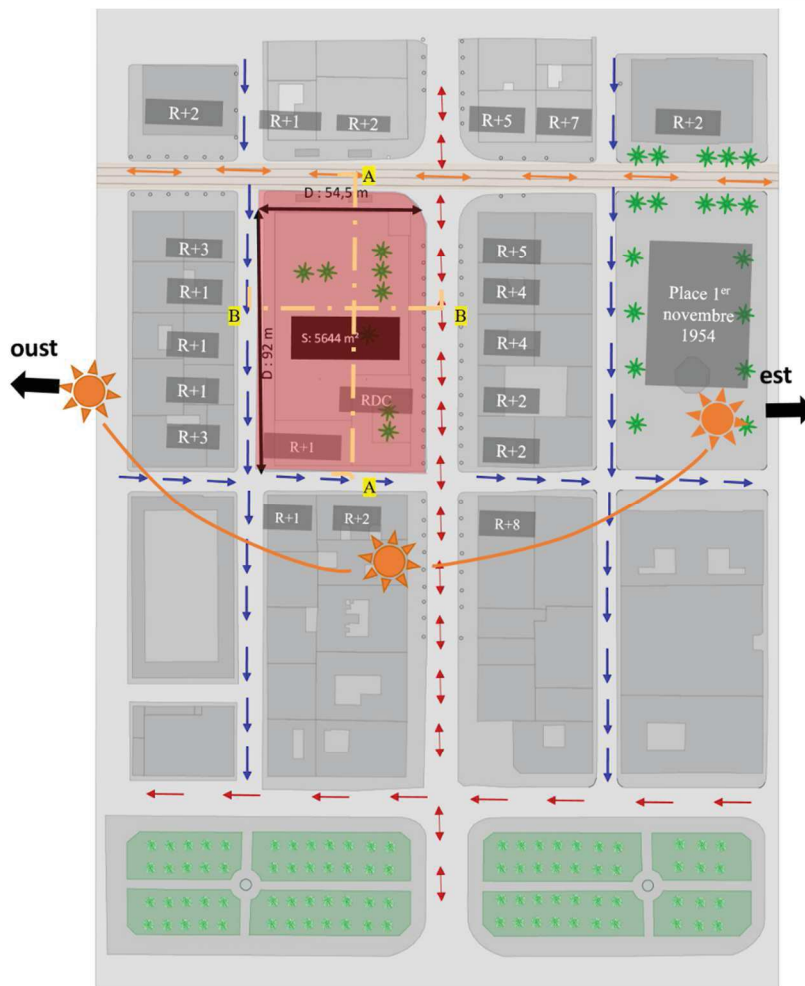 R+2
R+1
R+2
R+5
R+7
R+2
A
D : 54,5 m
R+3
R+1
R+1
R+1
R+3
B
D : 92 m
S: 5644 m²
RDC
R+1
B
A
R+5
R+4
R+4
R+2
R+2
Place 1er
novembre
1954
oust
est
R+1
R+2
R+8